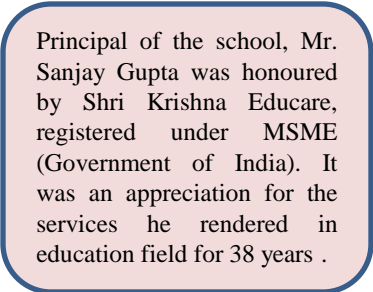 Principal of the school, Mr.
Sanjay Gupta was honoured
by Shri Krishna Educare,
registered under MSME
(Government of India). It
was an appreciation for the
services he rendered in
education field for 38 years .